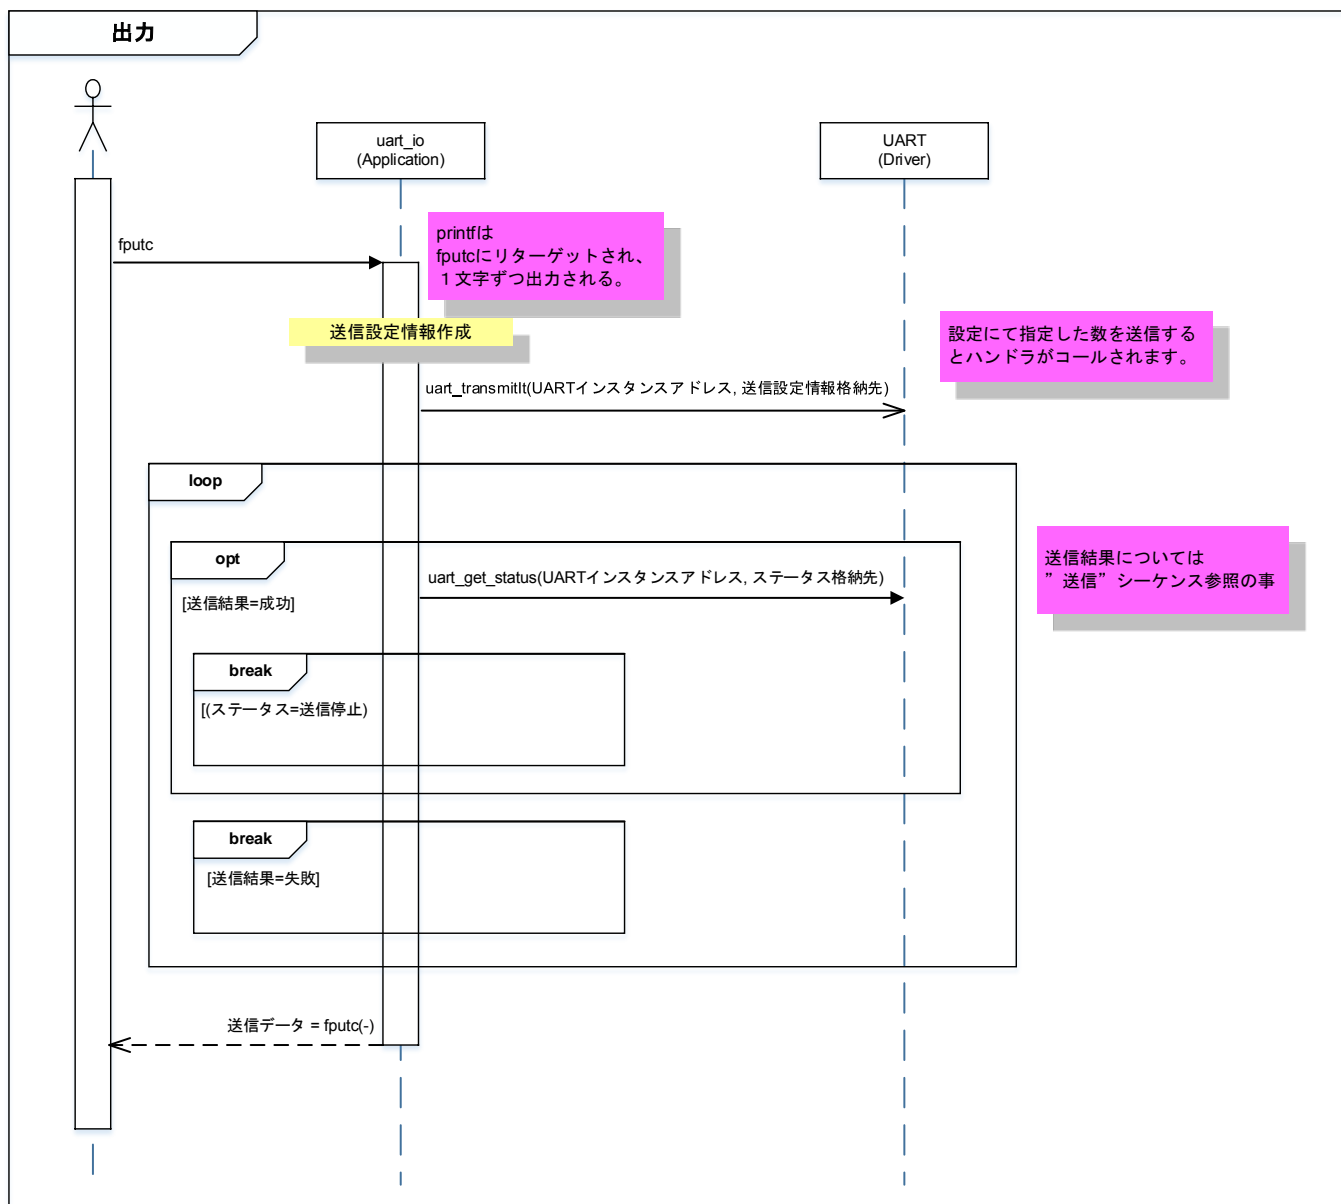 出力
uart_io
(Application)
UART
(Driver)
fputc
printfは
fputcにリターゲットされ、
１文字ずつ出力される。
送信設定情報作成
設定にて指定した数を送信する
とハンドラがコールされます。
uart_transmitIt(UARTインスタンスアドレス, 送信設定情報格納先)
loop
opt
uart_get_status(UARTインスタンスアドレス, ステータス格納先)
[送信結果=成功]
送信結果については
”送信”シーケンス参照の事
break
[(ステータス=送信停止)
break
[送信結果=失敗]
送信データ = fputc(-)